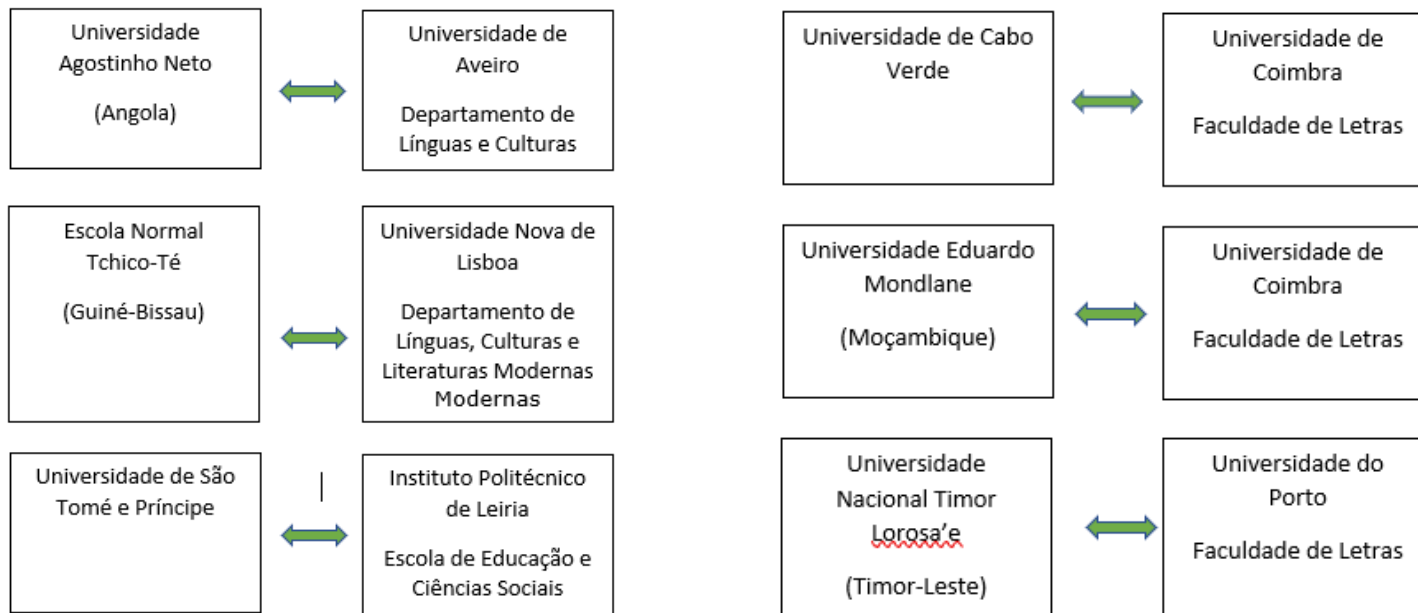 Universidade
Agostinho Neto
(Angola)
Universidade de
Aveiro
Departamento de
Línguas e Culturas
Universidade de Cabo
Verde
Universidade de
Coimbra
Faculdade de Letras
Escola Normal
Tchico-Té
(Guiné-Bissau)
Universidade Nova de
Lisboa
Departamento de
Línguas, Culturas e
Literaturas Modernas
Modernas
Universidade Eduardo
Mondlane
(Moçambique)
Universidade de
Coimbra
Faculdade de Letras
Universidade de São
Tomé e Príncipe
Instituto Politécnico
de Leiria
Escola de Educação e
Ciências Sociais
Universidade
Nacional Timor
Lorosa’e
(Timor-Leste)
Universidade do
Porto
Faculdade de Letras